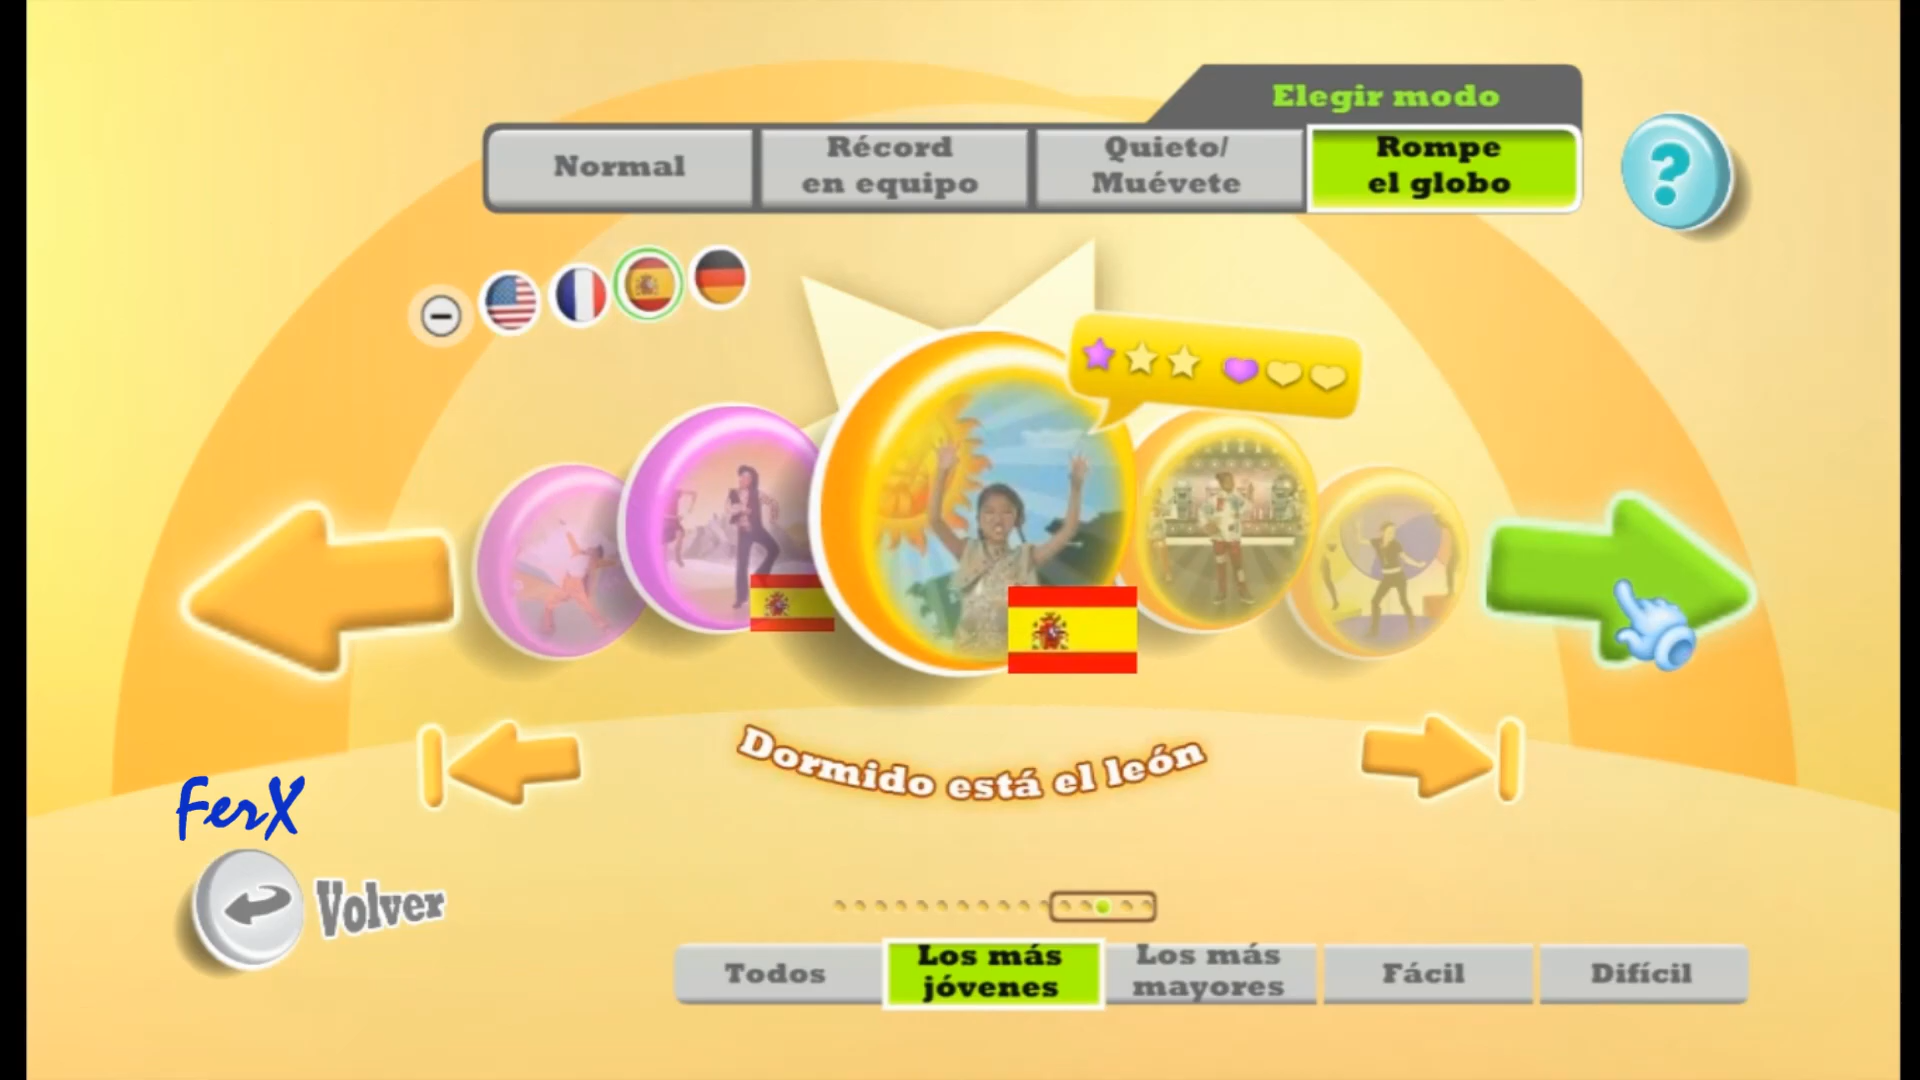 Elegir modo
Normal
Récord
en equipo
Quieto/
Muévete
Rompe
el globo
?
Dormido está el león
FerX
Volver
Todos
Los más
jóvenes
Los más
mayores
Fácil
Difícil